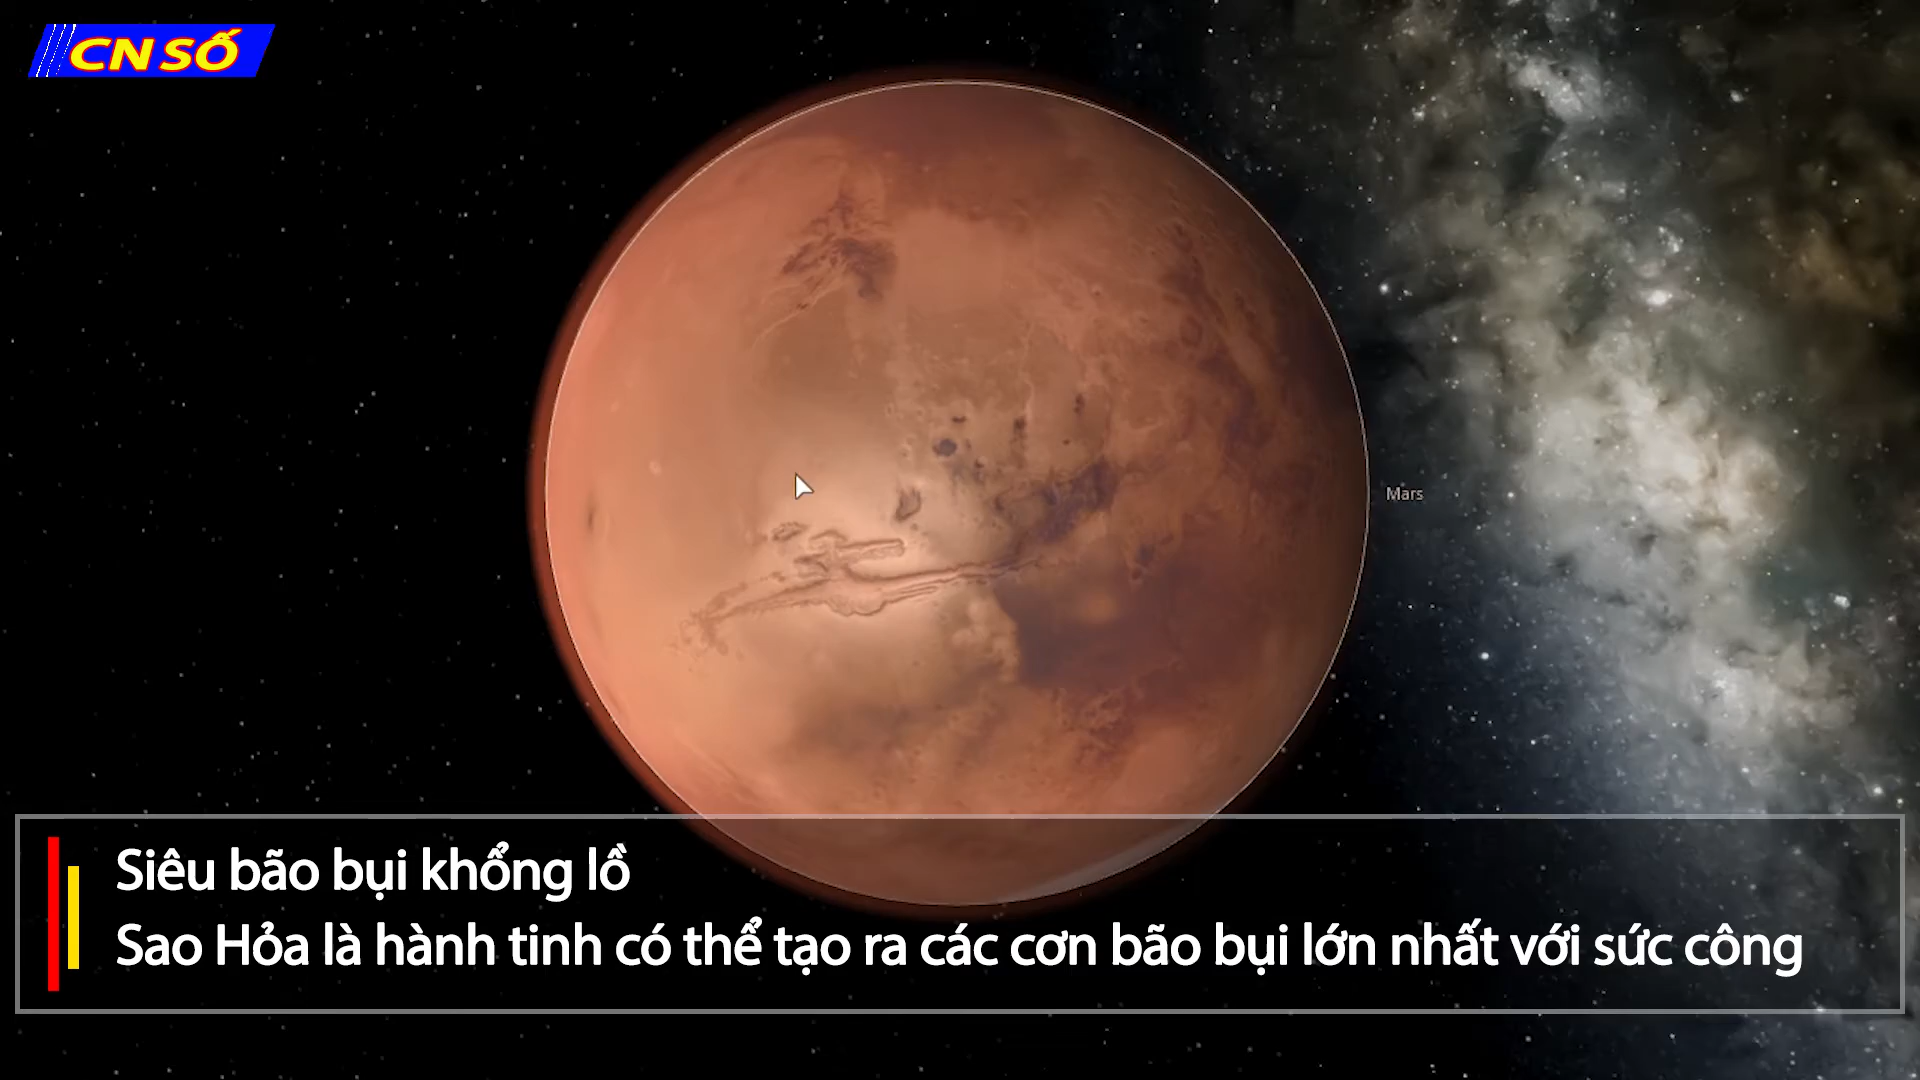 CN SỐ
Mars
Siêu bão bụi khổng lồ
Sao Hỏa là hành tinh có thể tạo ra các cơn bão bụi lớn nhất với sức công